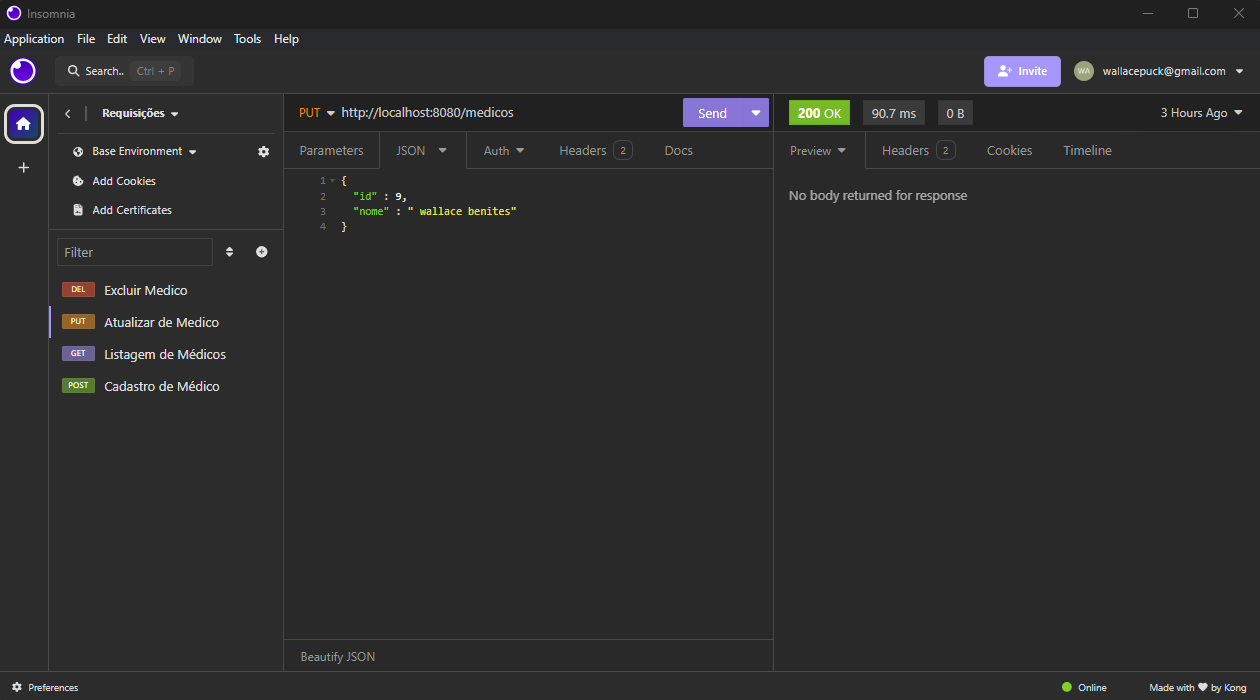 Insomnia
Application File Edit View Window Tools Help
Search.. Ctrl + P
Invite
WA wallacepuck@gmail.com
Requisições
Base Environment
Add Cookies
Add Certificates
Filter
DEL Excluir Medico
PUT Atualizar de Medico
GET Listagem de Médicos
POST Cadastro de Médico
PUT http://localhost:8080/medicos Send
Parameters JSON Auth Headers 2 Docs
1 {
2 "id" : 9,
3 "nome" : " wallace benites"
4 }
Beautify JSON
200 OK 90.7 ms 0 B 3 Hours Ago
Preview Headers 2 Cookies Timeline
No body returned for response
Preferences
Online Made with by Kong